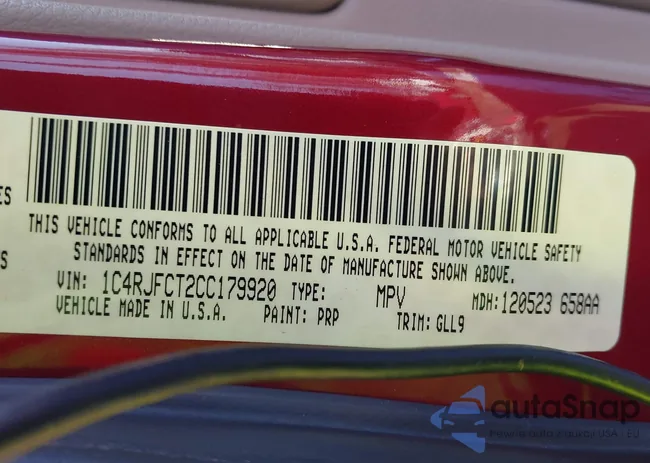 ES
THIS VEHICLE CONFORMS TO ALL APPLICABLE U.S.A. FEDERAL MOTOR VEHICLE SAFETY
STANDARDS IN EFFECT ON THE DATE OF MANUFACTURE SHOWN ABOVE.
S
VIN: 1C4RJFCT2CC179920 TYPE: MPV MDH:120523 658AA
VEHICLE MADE IN U.S.A. PAINT: PRP TRIM: GLL9
autoSnap